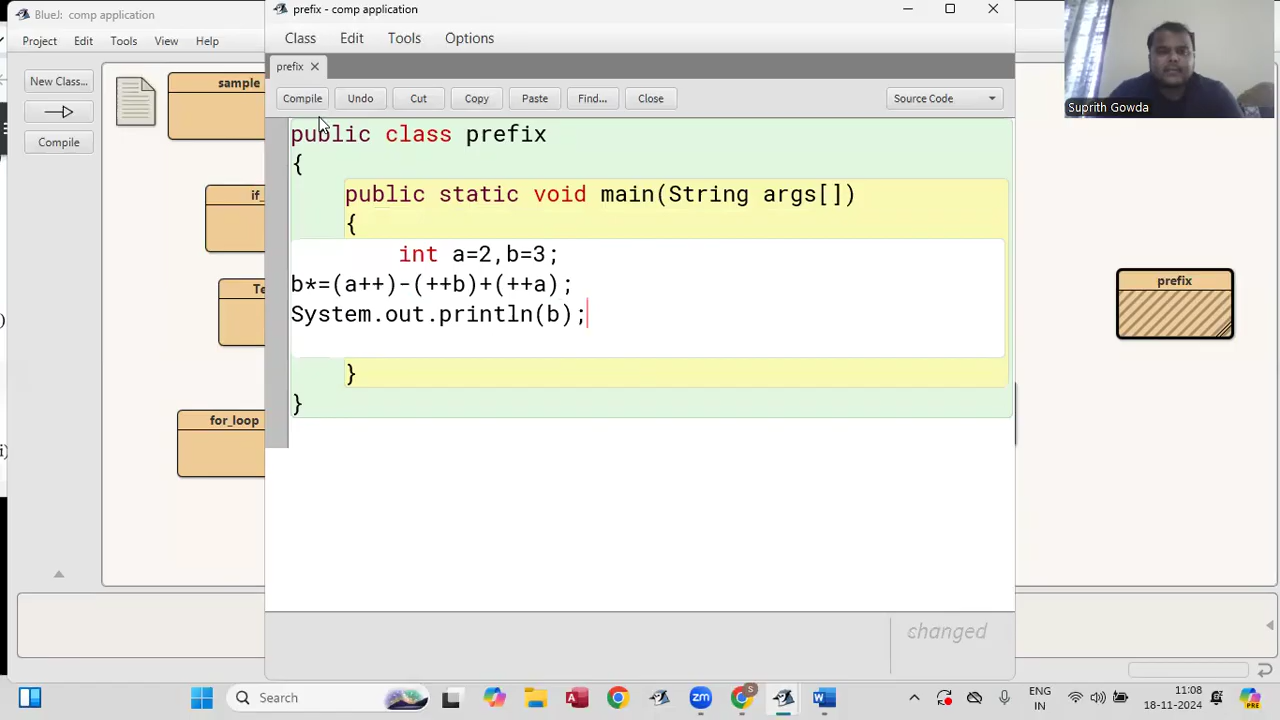 BlueJ: comp application
prefix - comp application
Project Edit Tools View Help
Class Edit Tools Options
prefix
New Class...
Compile
Compile Undo Cut Copy Paste Find... Close
Source Code
sample
if_
Te
for_loop
prefix
public class prefix
{
public static void main(String args[])
{
int a=2,b=3;
b*=(a++)-(++b)+(++a);
System.out.println(b);
}
}
changed
Suprith Gowda
Search
ENG
IN
11:08
18-11-2024